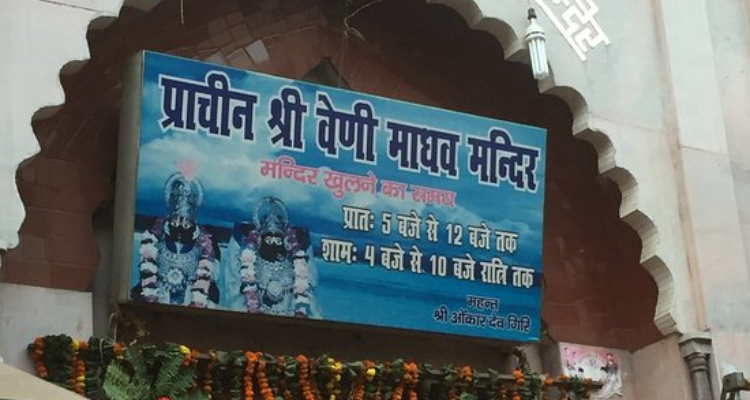 न्दिर
प्राचीन श्री वेणी माधव मन्दिर
मन्दिर खुलने का समय
प्रातः 5 बजे से 12 बजे तक
शामः 4 बजे से 10 बजे रात्रि तक
महन्त
श्री ओंकार देव गिरि